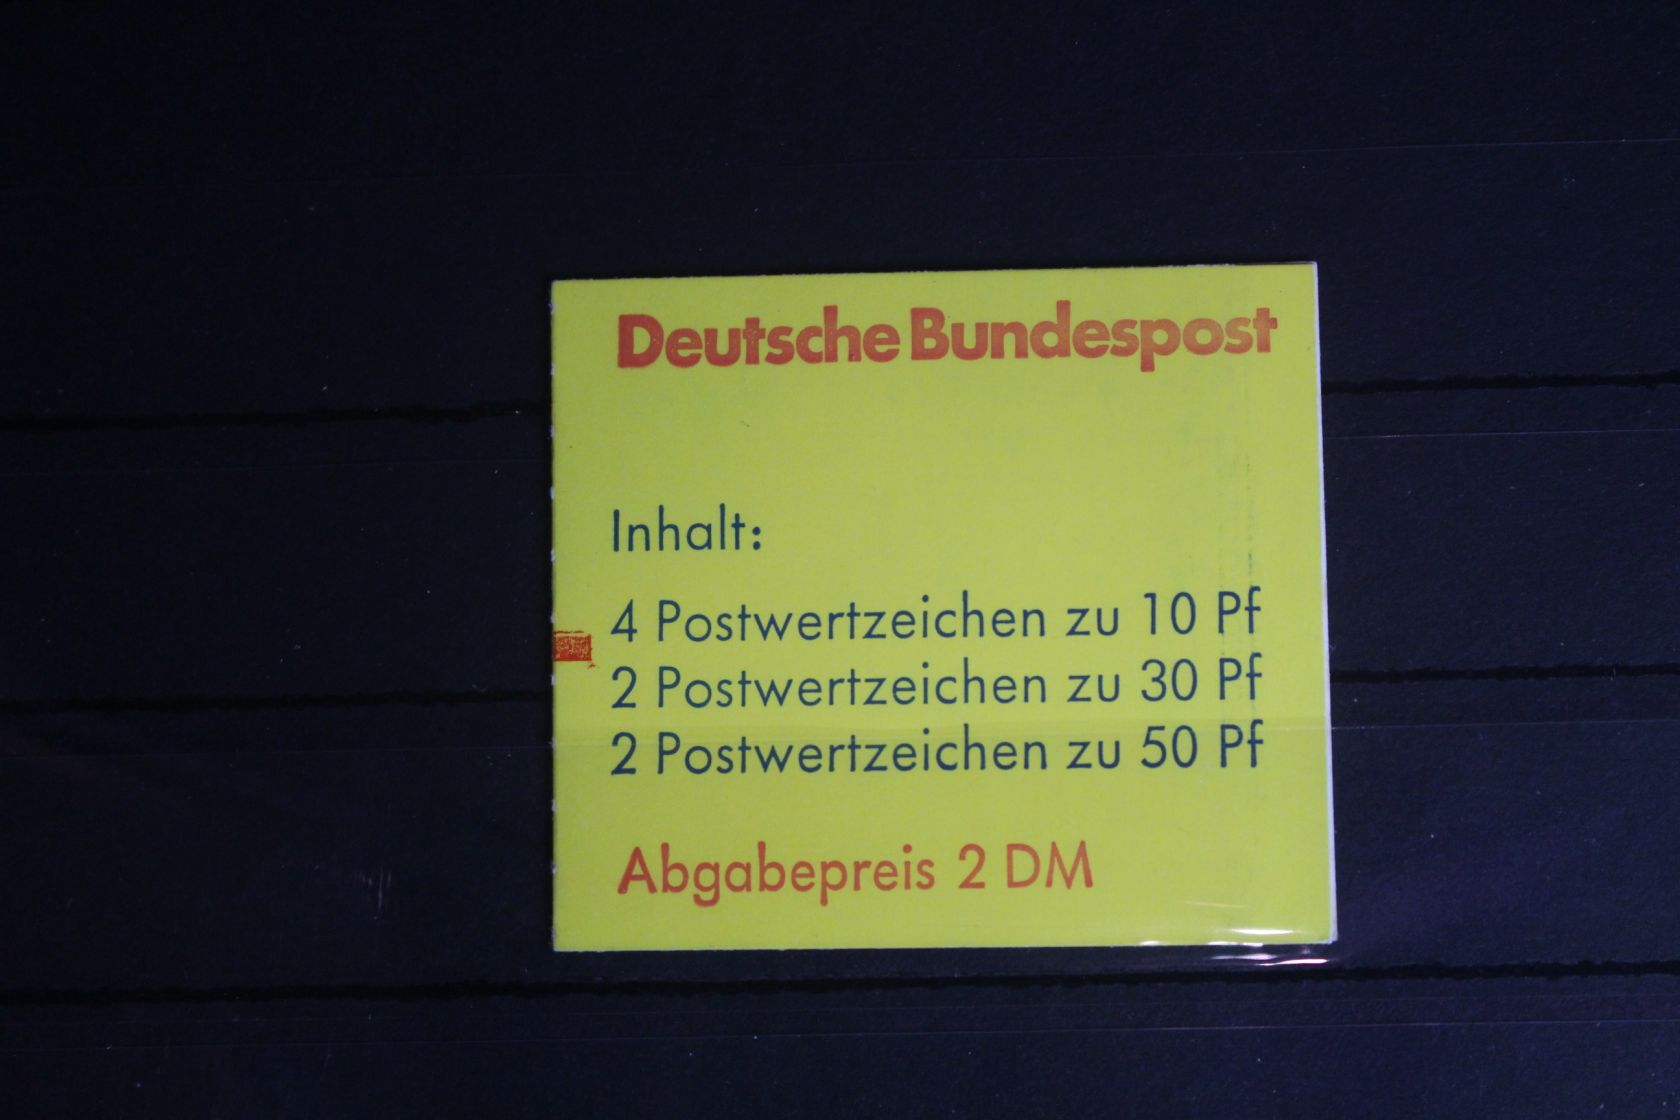 Deutsche Bundespost
Inhalt:
4 Postwertzeichen zu 10 Pf
2 Postwertzeichen zu 30 Pf
2 Postwertzeichen zu 50 Pf
Abgabepreis 2 DM